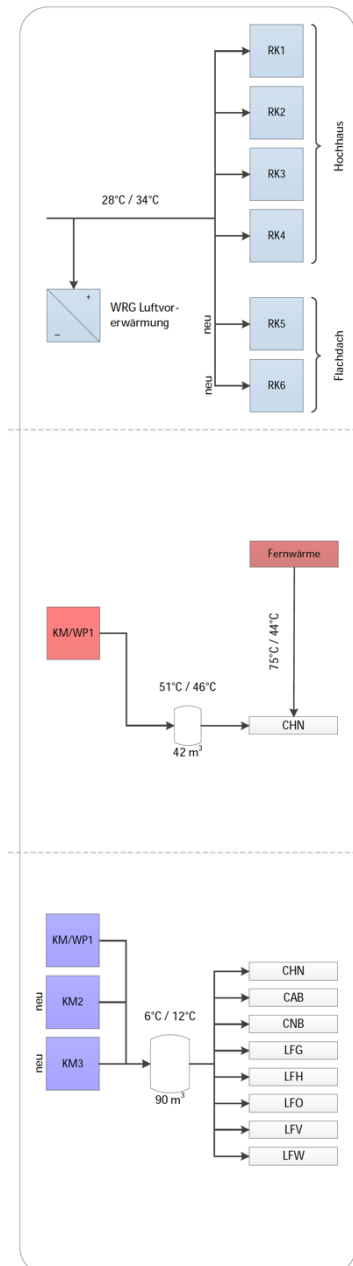 RK1
RK2
RK3
RK4
Hochhaus
28°C / 34°C
+
–
WRG Luftvor-
erwärmung
neu
RK5
neu
RK6
Flachdach
Fernwärme
75°C / 44°C
KM/WP1
51°C / 46°C
42 m³
CHN
KM/WP1
neu
KM2
neu
KM3
6°C / 12°C
90 m³
CHN
CAB
CNB
LFG
LFH
LFO
LFV
LFW